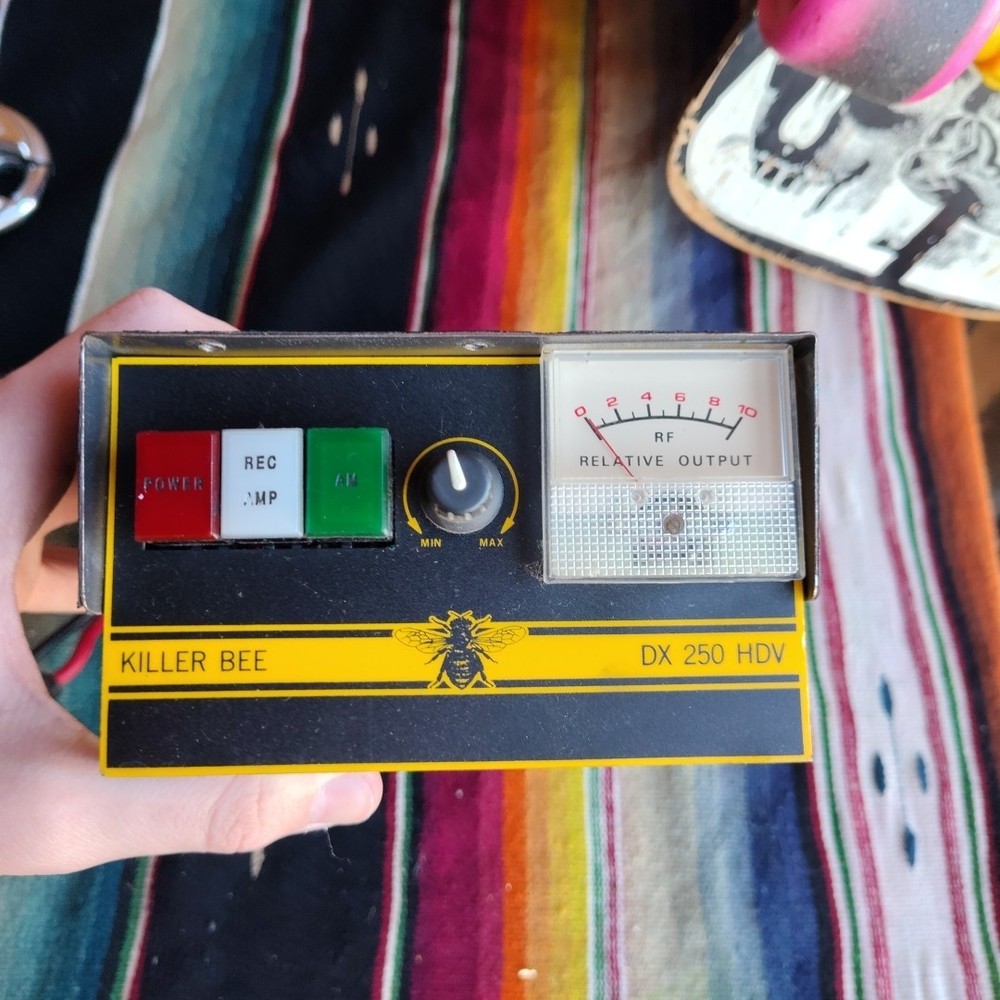 POWER
REC
AMP
AM
MIN
MAX
0 2 4 6 8 10
RF
RELATIVE OUTPUT
KILLER BEE
DX 250 HDV